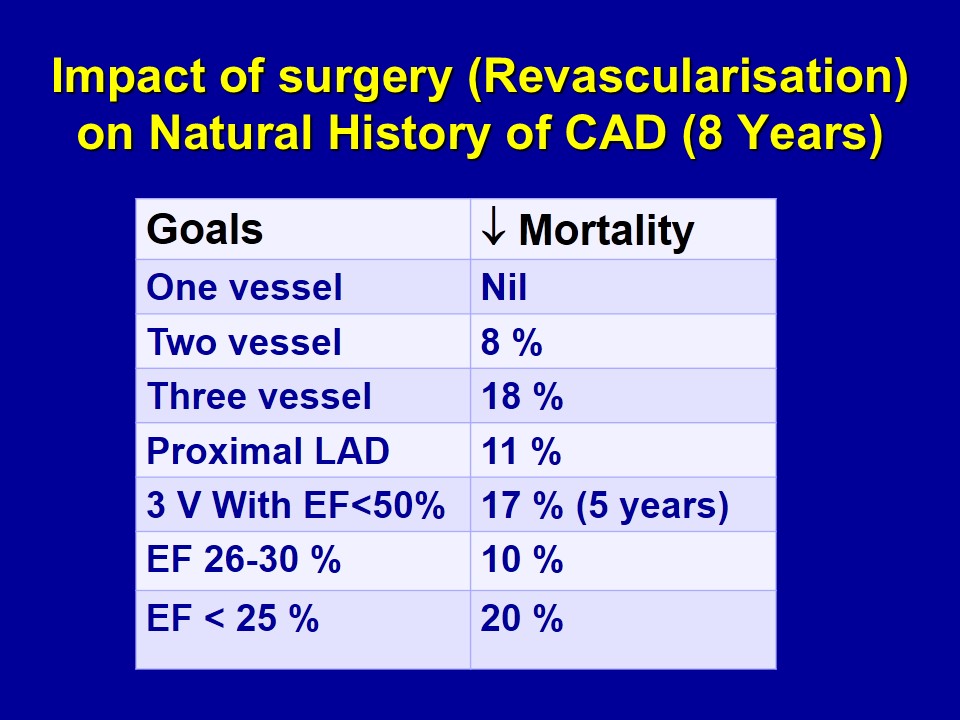 Impact of surgery (Revascularisation)
on Natural History of CAD (8 Years)
Goals ↓ Mortality
One vessel Nil
Two vessel 8 %
Three vessel 18 %
Proximal LAD 11 %
3 V With EF<50% 17 % (5 years)
EF 26-30 % 10 %
EF < 25 % 20 %